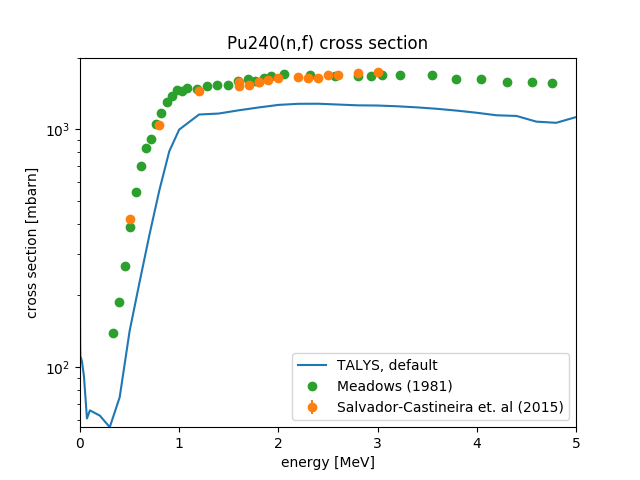 Pu240(n,f) cross section
cross section [mbarn]
10³
10²
TALYS, default
Meadows (1981)
Salvador-Castineira et. al (2015)
0 1 2 3 4 5
energy [MeV]